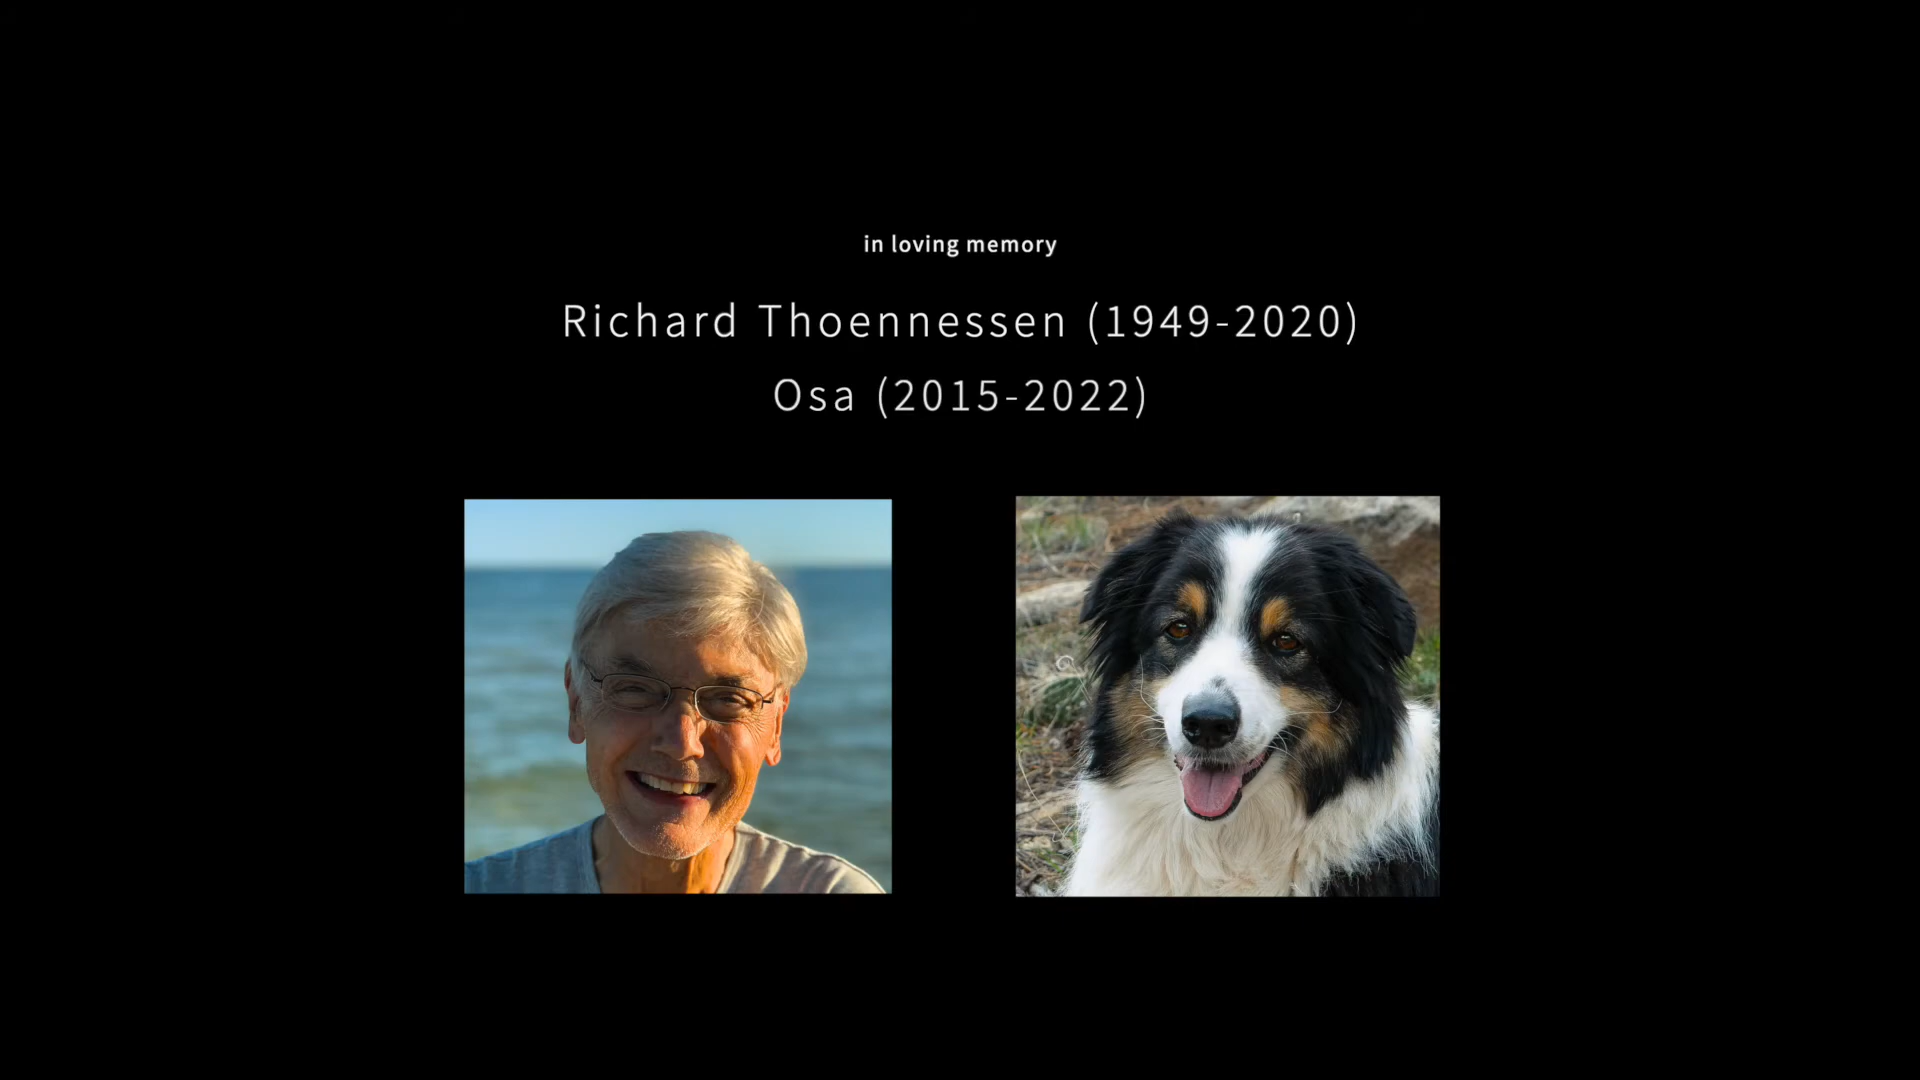 in loving memory
Richard Thoennessen (1949-2020)
Osa (2015-2022)